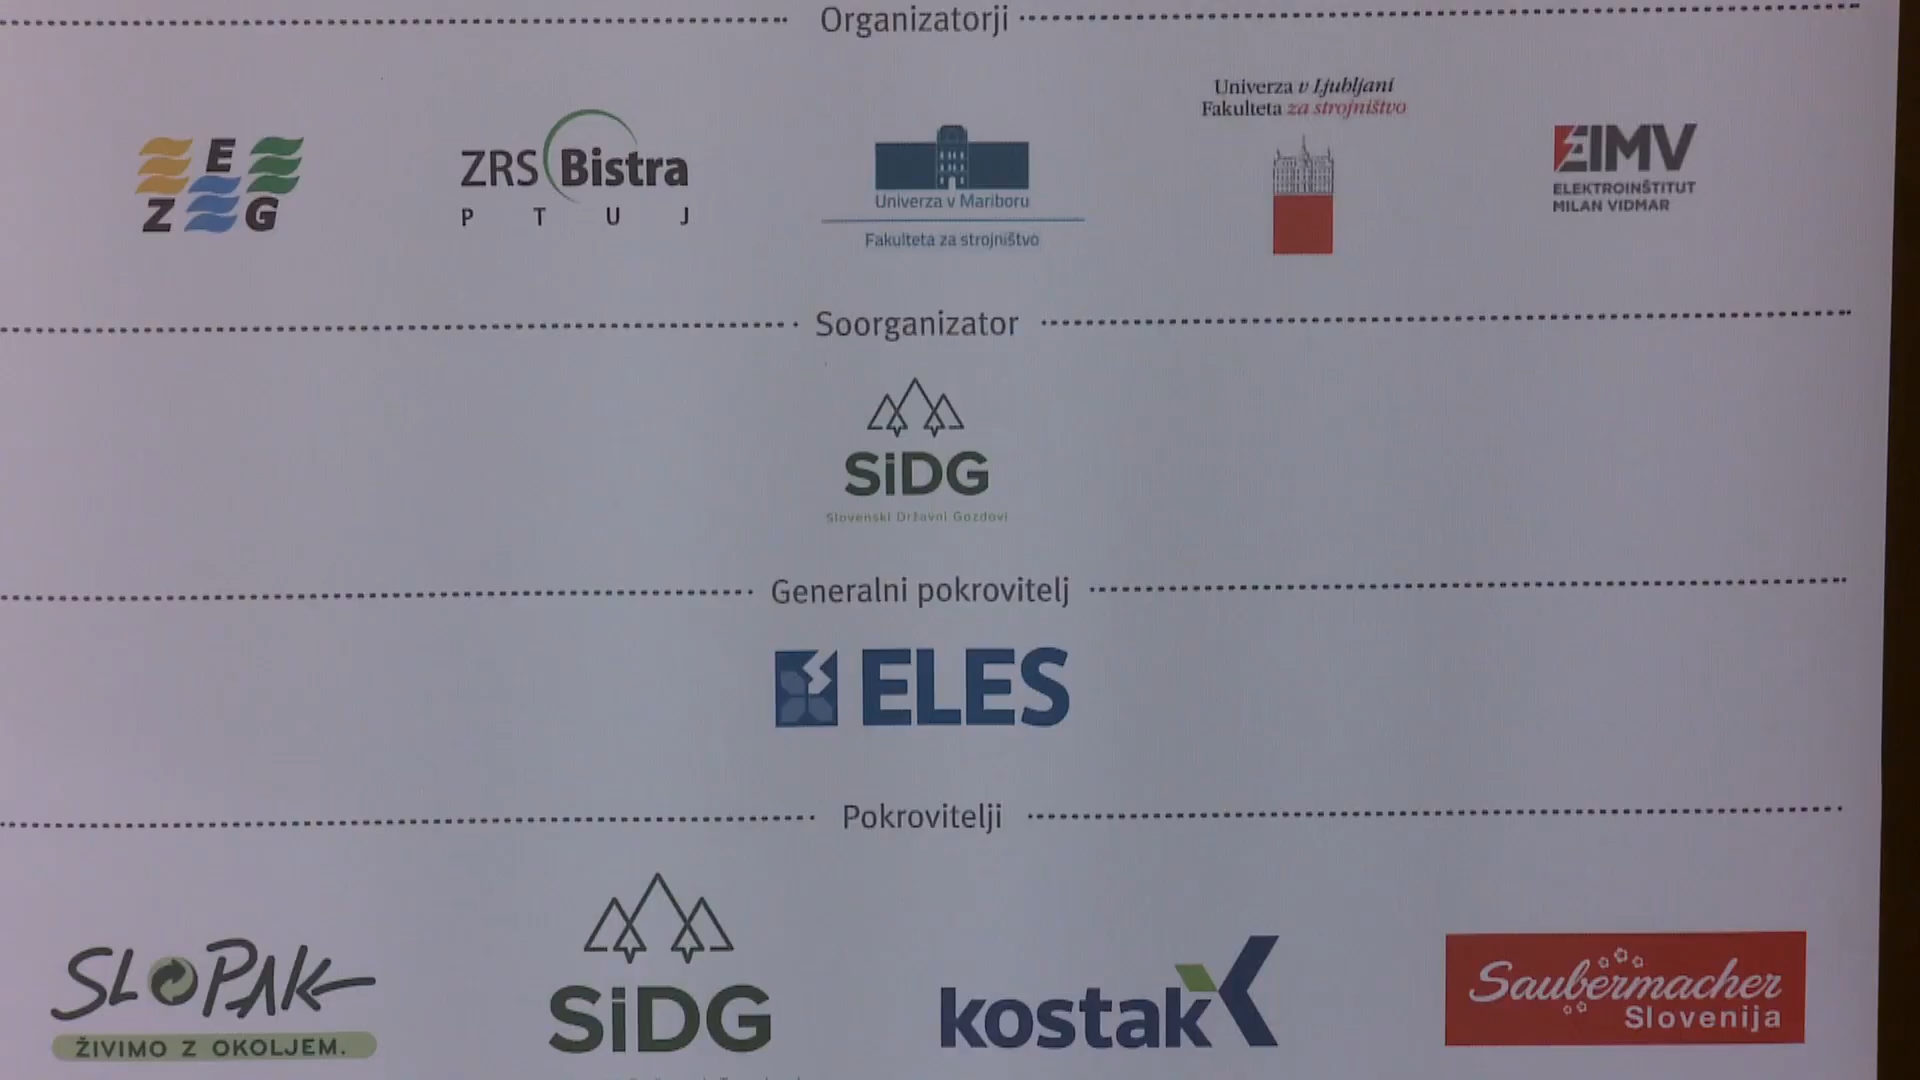 Organizatorji
Z E G
ZRS Bistra
PTUJ
Univerza v Mariboru
Fakulteta za strojništvo
Univerza v Ljubljani
Fakulteta za strojništvo
EIMV
ELEKTROINŠTITUT
MILAN VIDMAR
Soorganizator
SiDG
Slovenski Državni Gozdovi
Generalni pokrovitelj
ELES
Pokrovitelji
SLOPAK
ŽIVIMO Z OKOLJEM.
SiDG
kostak
Saubermacher
Slovenija